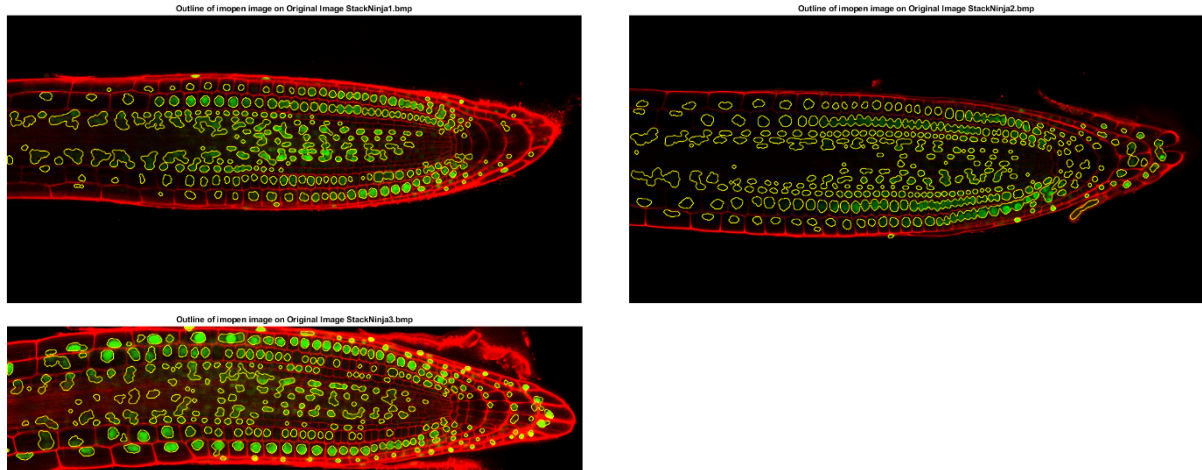 Outline of imopen image on Original Image StackNinja1.bmp
Outline of imopen image on Original Image StackNinja2.bmp
Outline of imopen image on Original Image StackNinja3.bmp